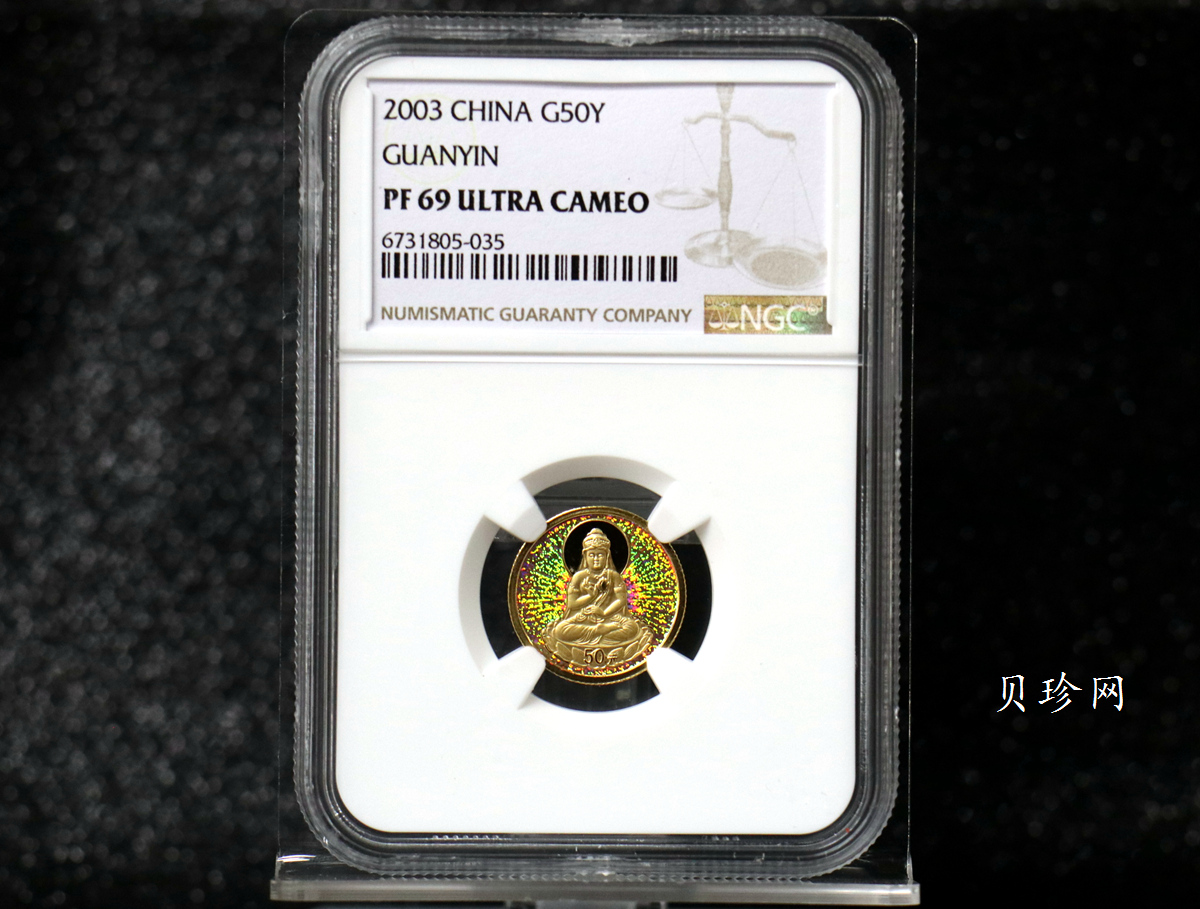 2003 CHINA G50Y
GUANYIN
PF 69 ULTRA CAMEO
6731805-035
NUMISMATIC GUARANTY COMPANY
NGC
50元
贝珍网